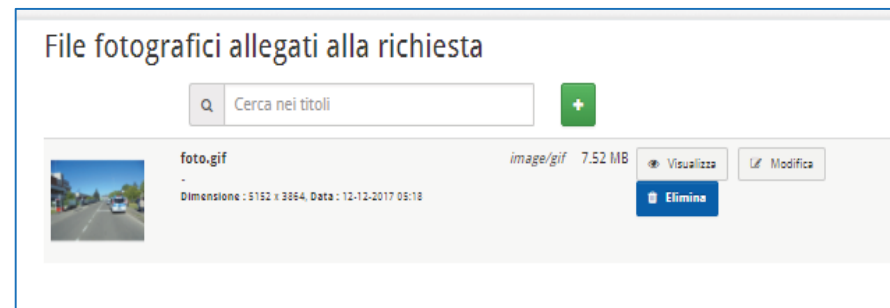 File fotografici allegati alla richiesta
Cerca nei titoli
foto.gif image/gif 7.52 MB Visualizza Modifica
-
Dimensione : 5152 x 3864, Data : 12-12-2017 05:18
Elimina